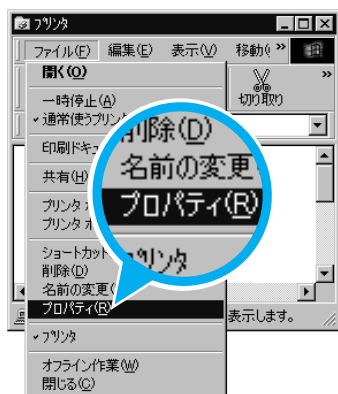 プリンタ
ファイル(F) 編集(E) 表示(V) 移動( »
開く(O)
切り取り
»
一時停止(A)
通常使うプリン
印刷ドキ
共有(H)
プリンタ
プリンタ
ショートカッ
削除(D)
名前の変更(
プロパティ(R)
プリンタ
オフライン作業(W)
閉じる(C)
削除(D)
名前の変更
プロパティ(R)
プリンタ
表示します。